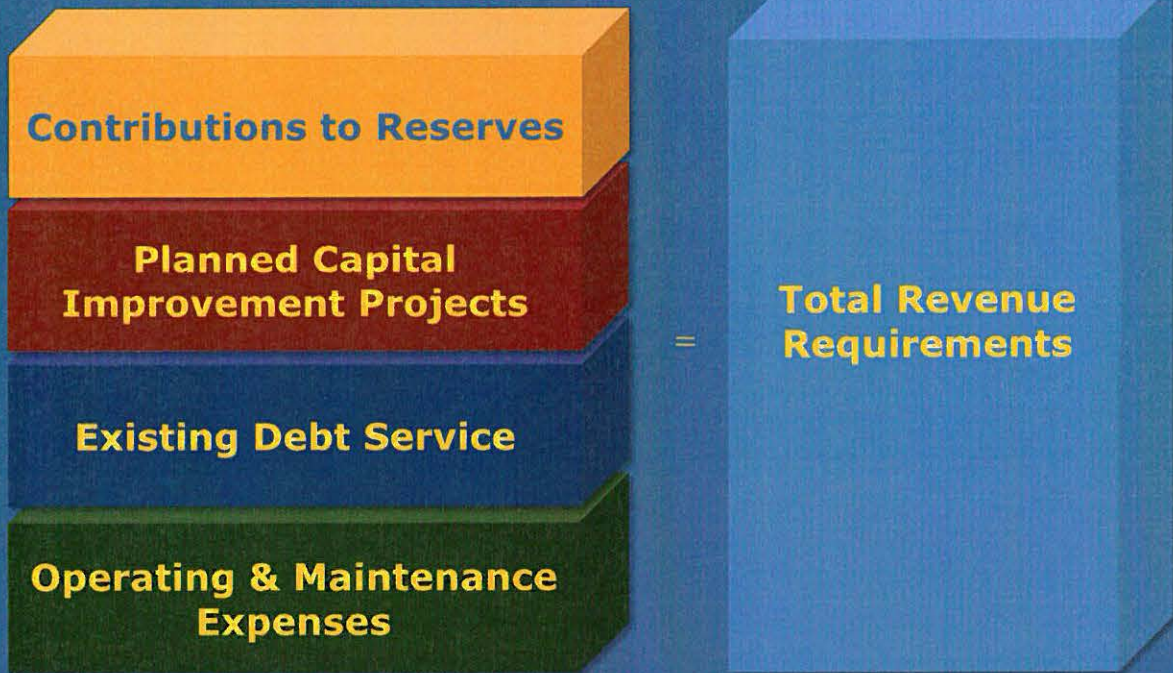 Contributions to Reserves
Planned Capital
Improvement Projects
Existing Debt Service
Operating & Maintenance
Expenses
=
Total Revenue
Requirements